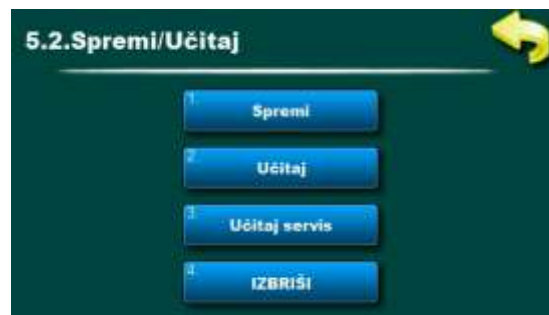 5.2.Spremi/Učitaj
1.
Spremi
2.
Učitaj
3.
Učitaj servis
4.
IZBRIŠI